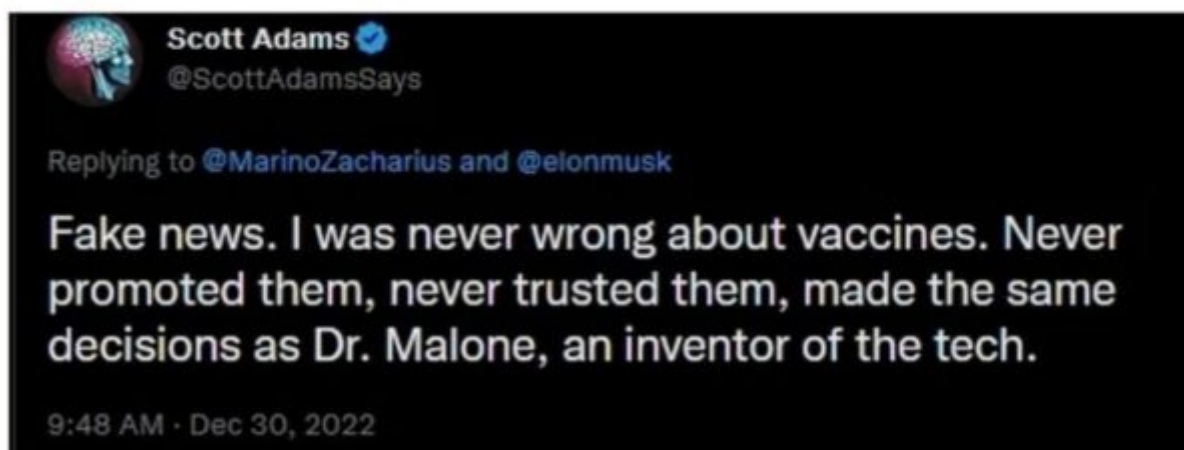 Scott Adams
@ScottAdamsSays
Replying to @MarinoZacharius and @elonmusk
Fake news. I was never wrong about vaccines. Never
promoted them, never trusted them, made the same
decisions as Dr. Malone, an inventor of the tech.
9:48 AM · Dec 30, 2022